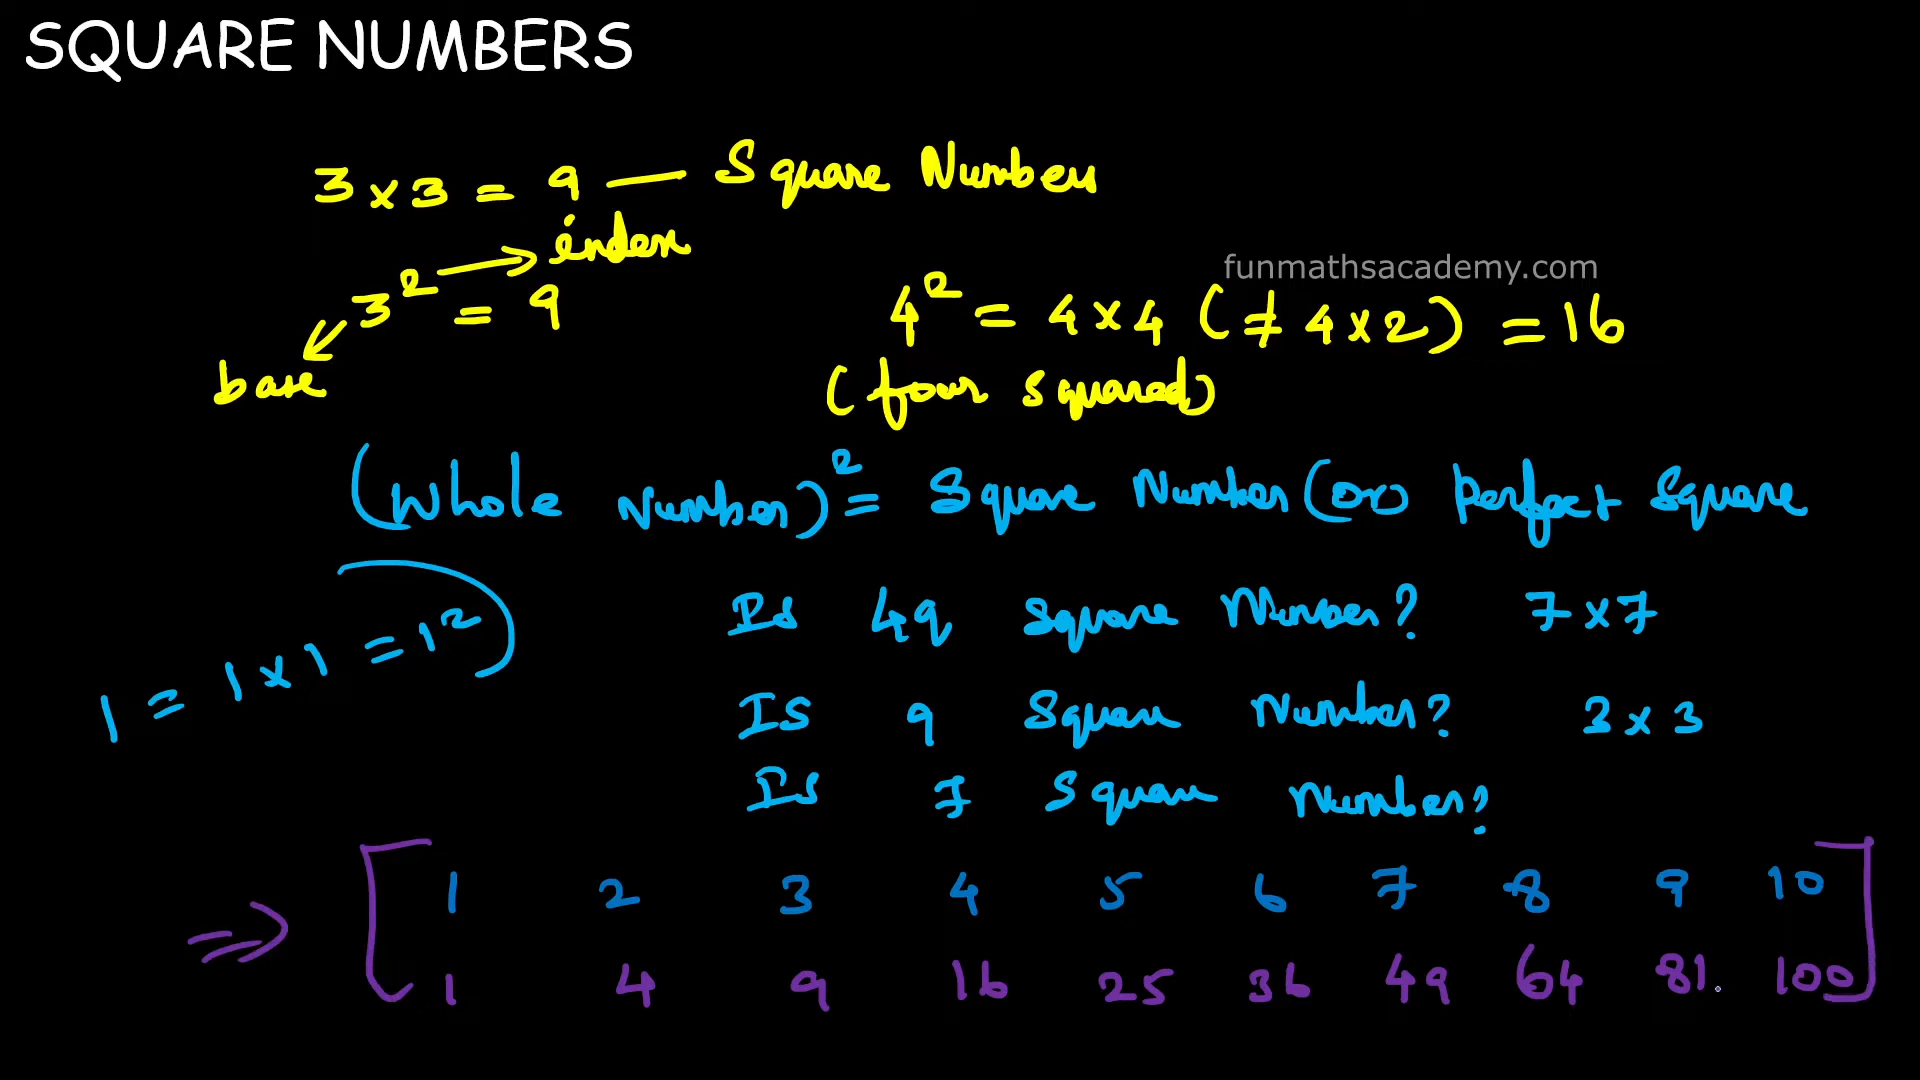 SQUARE NUMBERS
3 × 3 = 9 — Square Number
3² = 9
index
base
funmathsacademy.com
4² = 4 × 4 (≠ 4 × 2) = 16
(four squared)
(Whole Number)² = Square Number (or) Perfect Square
1 = 1 × 1 = 1²
Is 49 Square Number? 7 × 7
Is 9 Square Number? 3 × 3
Is 7 Square Number?
⇒ [ 1 2 3 4 5 6 7 8 9 10 ]
1 4 9 16 25 36 49 64 81. 100